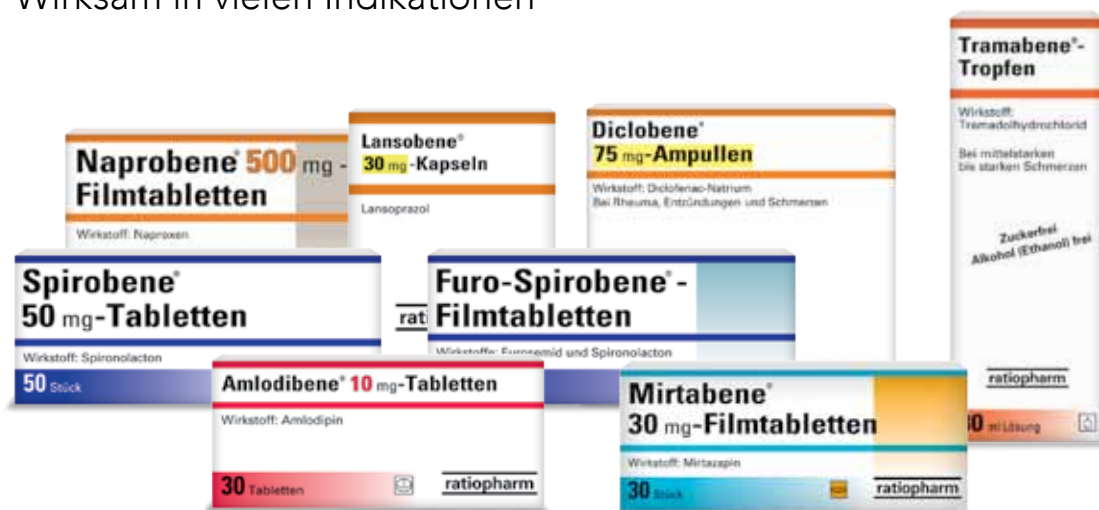 Wirksam in vielen Indikationen
Naprobene® 500 mg -
Filmtabletten
Wirkstoff: Naproxen
Lansobene®
30 mg-Kapseln
Lansoprazol
Diclobene®
75 mg-Ampullen
Wirkstoff: Diclofenac-Natrium
Bei Rheuma, Entzündungen und Schmerzen
Tramabene®-
Tropfen
Wirkstoff:
Tramadolhydrochlorid
Bei mittelstarken
bis starken Schmerzen
Zuckerfrei
Alkohol (Ethanol) frei
ratiopharm
ml Lösung
Spirobene®
50 mg-Tabletten
Wirkstoff: Spironolacton
50 Stück
rati
Furo-Spirobene®-
Filmtabletten
Wirkstoffe: Furosemid und Spironolacton
Amlodibene® 10 mg-Tabletten
Wirkstoff: Amlodipin
30 Tabletten
ratiopharm
Mirtabene®
30 mg-Filmtabletten
Wirkstoff: Mirtazapin
30 Stück
ratiopharm